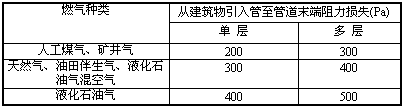 燃气种类
从建筑物引入管至管道末端阻力损失(Pa)
单 层
多 层
人工煤气、矿井气
200
300
天然气、油田伴生气、液化石
油气混空气
300
400
液化石油气
400
500